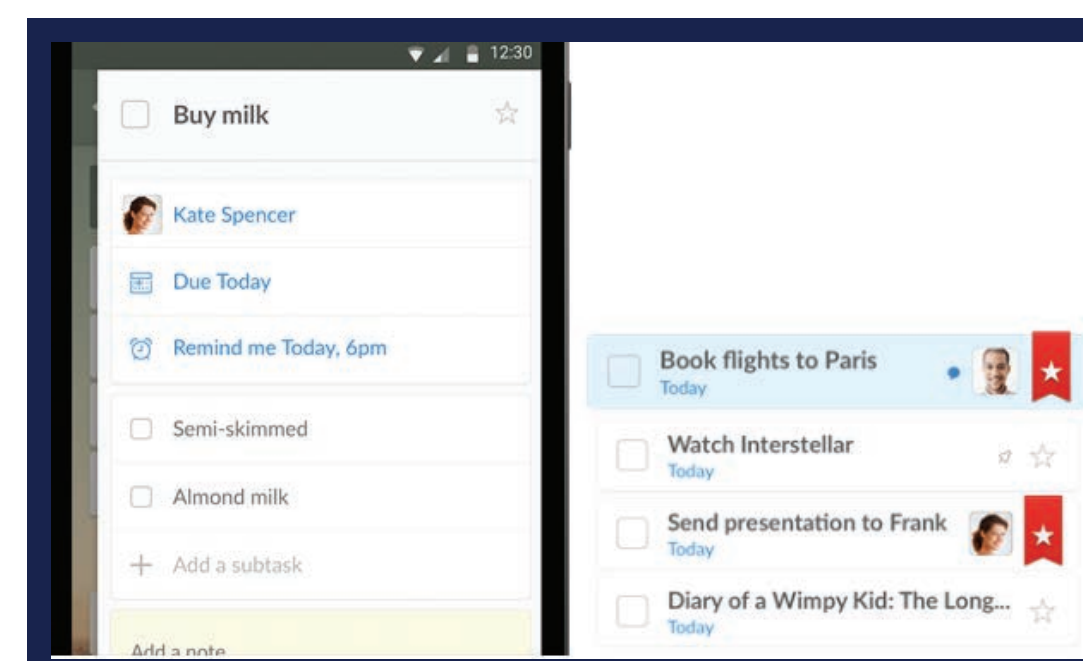 12:30
Buy milk
Kate Spencer
Due Today
Remind me Today, 6pm
Semi-skimmed
Almond milk
Add a subtask
Add a note
Book flights to Paris
Today
Watch Interstellar
Today
Send presentation to Frank
Today
Diary of a Wimpy Kid: The Long...
Today